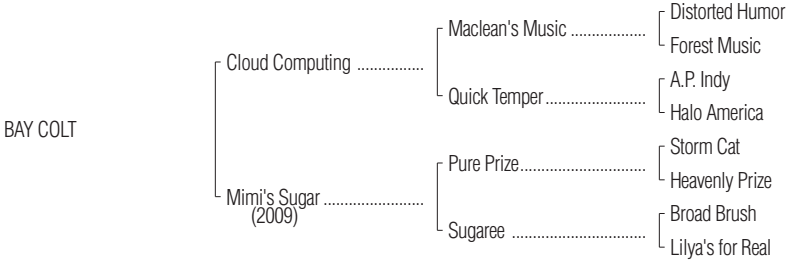 Distorted Humor
Maclean's Music ..................
Forest Music
Cloud Computing ................
A.P. Indy
Quick Temper........................
Halo America
BAY COLT
Storm Cat
Pure Prize..............................
Heavenly Prize
Mimi's Sugar ........................
(2009)
Broad Brush
Sugaree ................................
Lilya's for Real